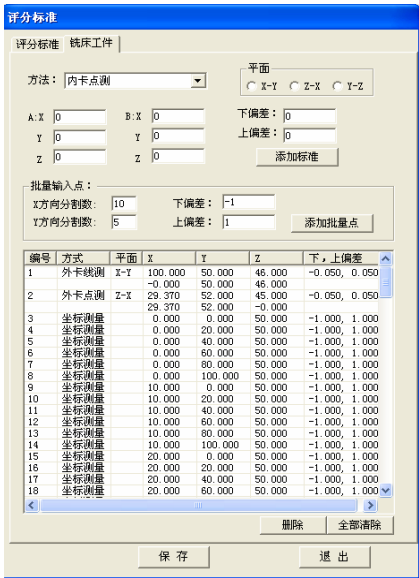 评分标准
评分标准 铣床工件
方法： 内卡点测
平面
X-Y Z-X Y-Z
A:X 0 B:X 0 下偏差： 0
Y 0 Y 0 上偏差： 0
Z 0 Z 0 添加标准
批量输入点：
X方向分割数: 10 下偏差： -1
Y方向分割数: 5 上偏差： 1 添加批量点
编号 方式 平面 X Y Z 下，上偏差
1 外卡线测 X-Y 100.000 50.000 46.000 -0.050, 0.050
-0.000 50.000 46.000
2 外卡点测 Z-X 29.370 52.000 45.000 -0.050, 0.050
29.370 52.000 -0.000
3 坐标测量 0.000 0.000 50.000 -1.000, 1.000
4 坐标测量 0.000 20.000 50.000 -1.000, 1.000
5 坐标测量 0.000 40.000 50.000 -1.000, 1.000
6 坐标测量 0.000 60.000 50.000 -1.000, 1.000
7 坐标测量 0.000 80.000 50.000 -1.000, 1.000
8 坐标测量 0.000 100.000 50.000 -1.000, 1.000
9 坐标测量 10.000 0.000 50.000 -1.000, 1.000
10 坐标测量 10.000 20.000 50.000 -1.000, 1.000
11 坐标测量 10.000 40.000 50.000 -1.000, 1.000
12 坐标测量 10.000 60.000 50.000 -1.000, 1.000
13 坐标测量 10.000 80.000 50.000 -1.000, 1.000
14 坐标测量 10.000 100.000 50.000 -1.000, 1.000
15 坐标测量 20.000 0.000 50.000 -1.000, 1.000
16 坐标测量 20.000 20.000 50.000 -1.000, 1.000
17 坐标测量 20.000 40.000 50.000 -1.000, 1.000
18 坐标测量 20.000 60.000 50.000 -1.000, 1.000
删除 全部清除
保 存 退 出